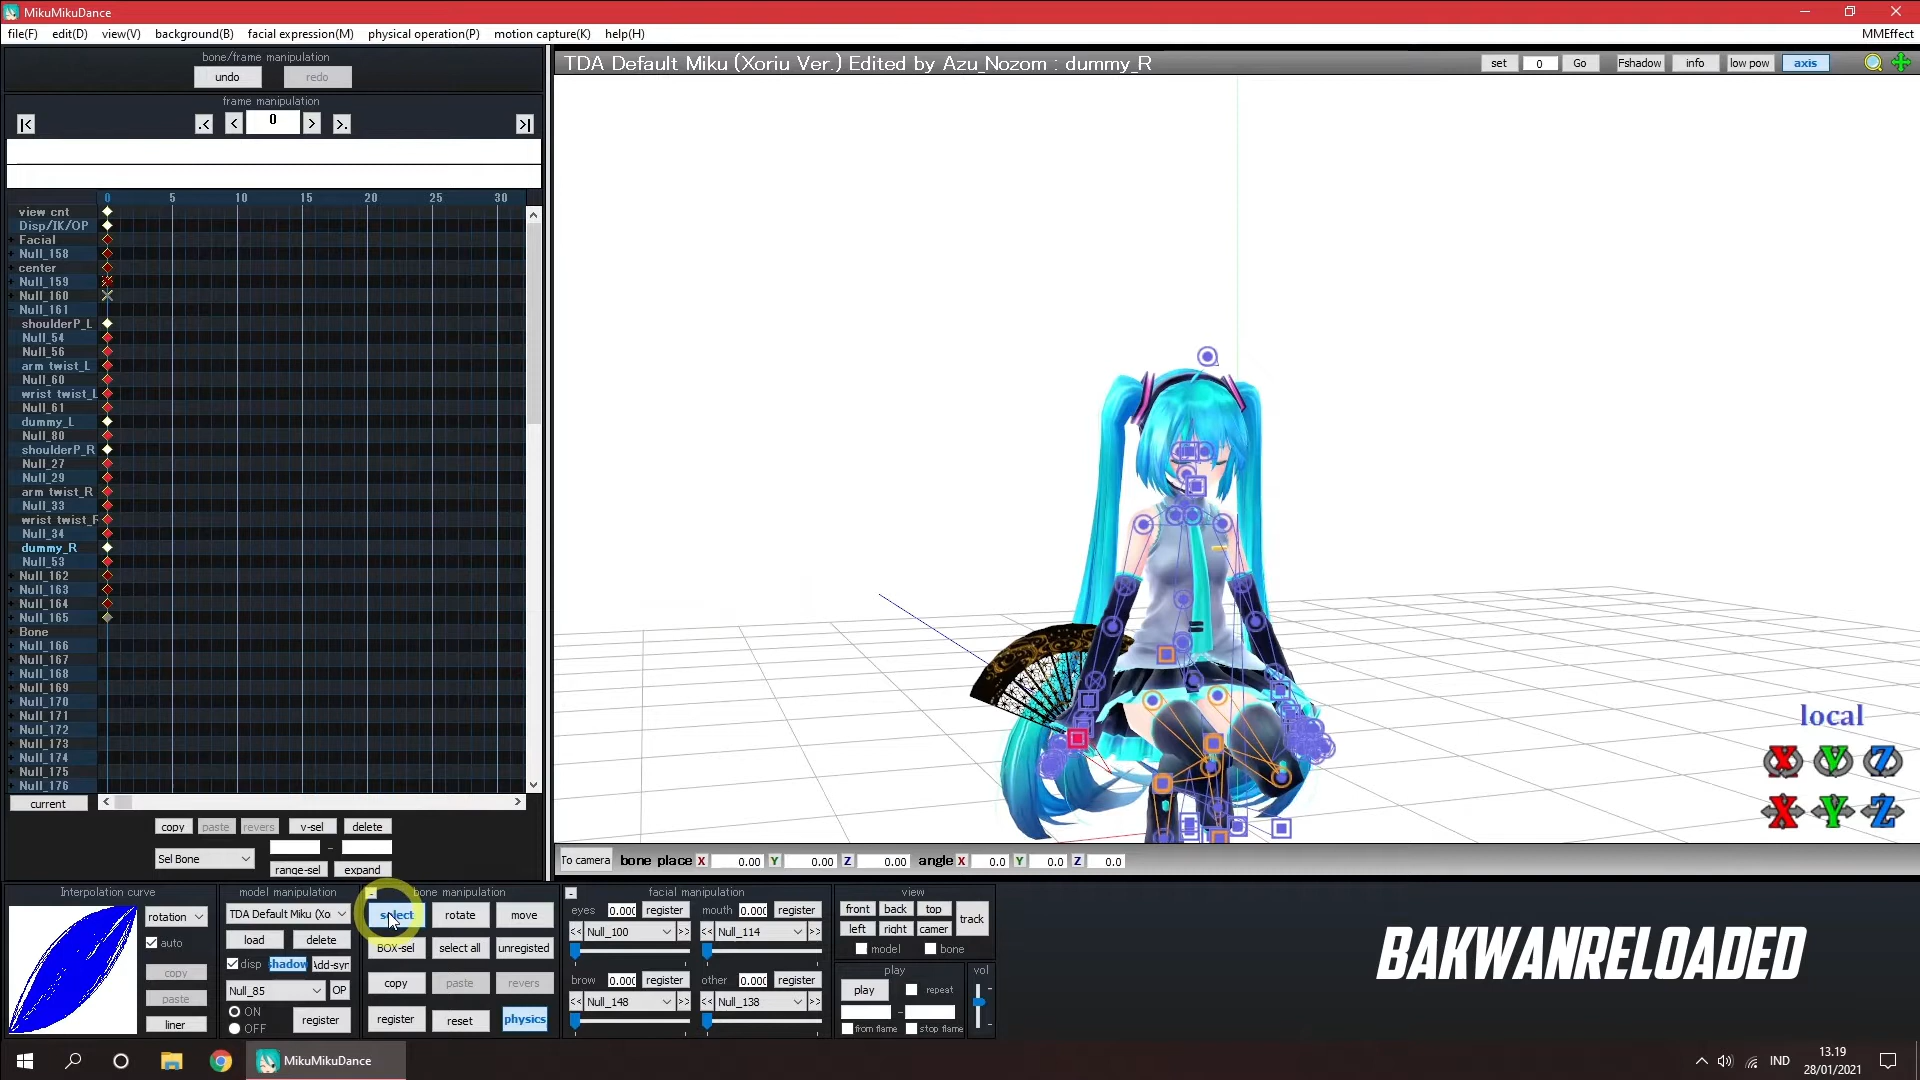 MikuMikuDance
file(F) edit(D) view(V) background(B) facial expression(M) physical operation(P) motion capture(K) help(H) MMEffect
bone/frame manipulation
undo redo
frame manipulation
|< .< < 0 > >. >|
TDA Default Miku (Xoriu Ver.) Edited by Azu_Nozom : dummy_R
set 0 Go Fshadow info low pow axis
0 5 10 15 20 25 30
view cnt
Disp/IK/OP
Facial
Null_158
center
Null_159
Null_160
Null_161
shoulderP_L
Null_54
Null_56
arm twist_L
Null_60
wrist twist_L
Null_61
dummy_L
Null_80
shoulderP_R
Null_27
Null_29
arm twist_R
Null_33
wrist twist_R
Null_34
dummy_R
Null_53
Null_162
Null_163
Null_164
Null_165
Bone
Null_166
Null_167
Null_168
Null_169
Null_170
Null_171
Null_172
Null_173
Null_174
Null_175
Null_176
local
X Y Z
X Y Z
current
copy paste revers v-sel delete
Sel Bone -
range-sel expand
To camera bone place X 0.00 Y 0.00 Z 0.00 angle X 0.0 Y 0.0 Z 0.0
Interpolation curve
rotation
auto
copy
paste
liner
model manipulation
TDA Default Miku (Xo
load delete
disp shadow Add-syn
Null_85 OP
ON
OFF
register
bone manipulation
select rotate move
BOX-sel select all unregisted
copy paste revers
register reset physics
facial manipulation
eyes 0.000 register mouth 0.000 register
<< Null_100 >> << Null_114 >>
brow 0.000 register other 0.000 register
<< Null_148 >> << Null_138 >>
view
front back top
left right camer
track
model bone
play
play repeat
-
from flame stop flame
vol
BAKWANRELOADED
MikuMikuDance
IND
13.19
28/01/2021